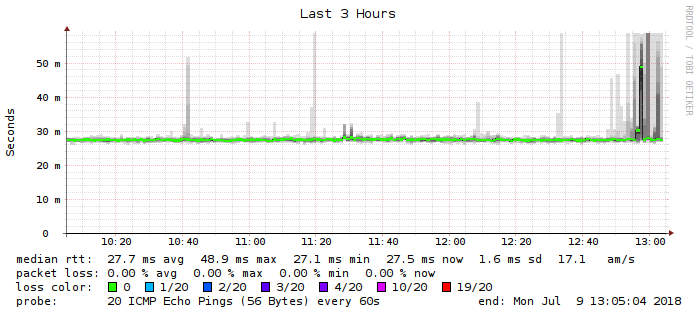 Last 3 Hours
RRDTOOL / TOBI OETIKER
Seconds
50 m
40 m
30 m
20 m
10 m
0
10:20 10:40 11:00 11:20 11:40 12:00 12:20 12:40 13:00
median rtt: 27.7 ms avg 48.9 ms max 27.1 ms min 27.5 ms now 1.6 ms sd 17.1 am/s
packet loss: 0.00 % avg 0.00 % max 0.00 % min 0.00 % now
loss color: 0 1/20 2/20 3/20 4/20 10/20 19/20
probe: 20 ICMP Echo Pings (56 Bytes) every 60s end: Mon Jul 9 13:05:04 2018